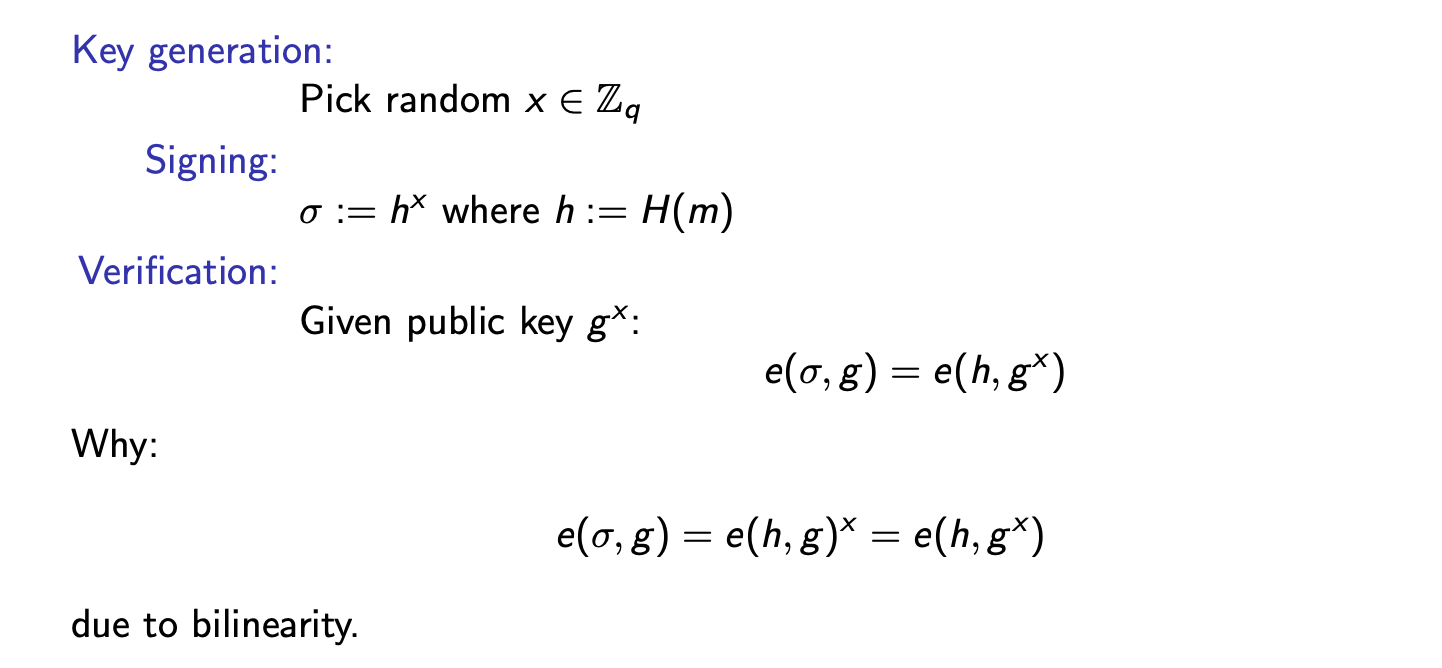 Key generation:
Pick random x ∈ ℤ_q
Signing:
σ := h^x where h := H(m)
Verification:
Given public key g^x:
e(σ, g) = e(h, g^x)
Why:
e(σ, g) = e(h, g)^x = e(h, g^x)
due to bilinearity.